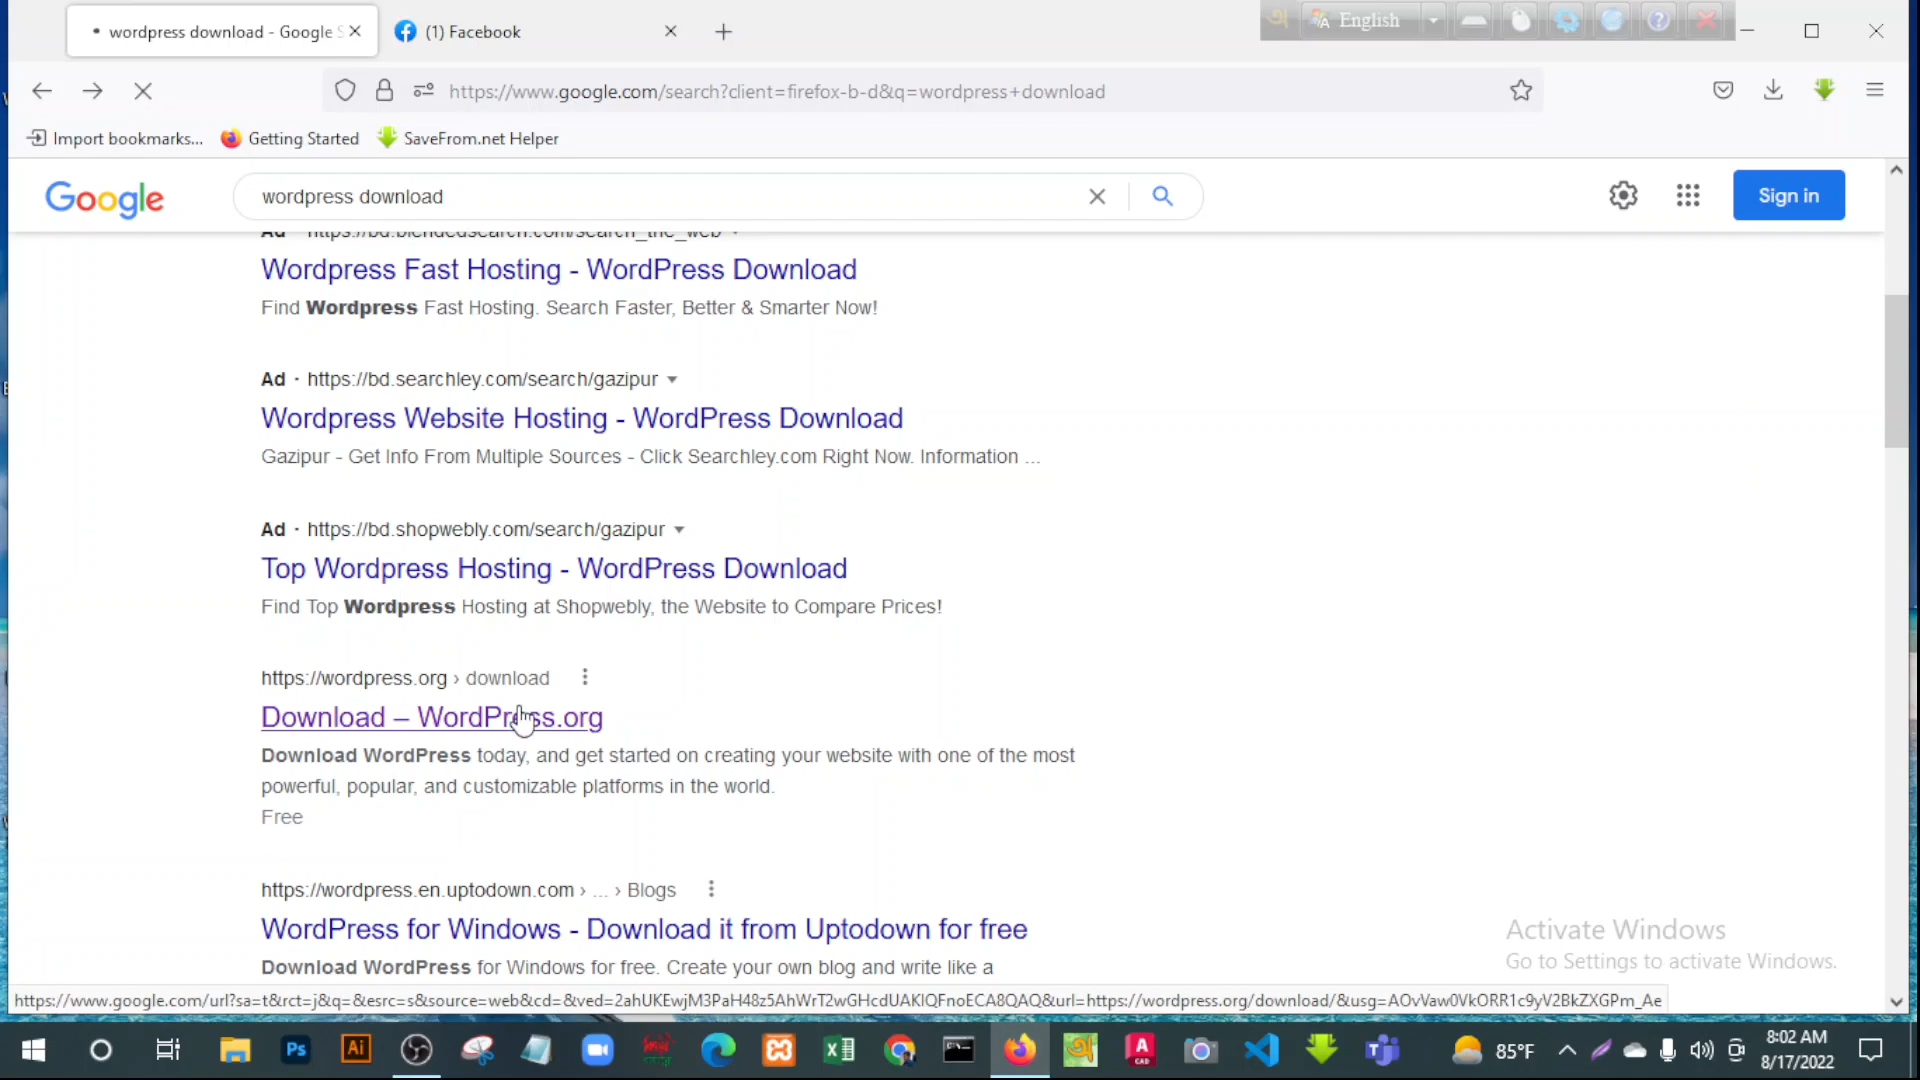 wordpress download - Google S
(1) Facebook
English
https://www.google.com/search?client=firefox-b-d&q=wordpress+download
Import bookmarks...
Getting Started
SaveFrom.net Helper
Google
wordpress download
Sign in
Ad · https://bd.blendedsearch.com/search_the_web
Wordpress Fast Hosting - WordPress Download
Find Wordpress Fast Hosting. Search Faster, Better & Smarter Now!
Ad · https://bd.searchley.com/search/gazipur
Wordpress Website Hosting - WordPress Download
Gazipur - Get Info From Multiple Sources - Click Searchley.com Right Now. Information ...
Ad · https://bd.shopwebly.com/search/gazipur
Top Wordpress Hosting - WordPress Download
Find Top Wordpress Hosting at Shopwebly, the Website to Compare Prices!
https://wordpress.org › download
Download – WordPress.org
Download WordPress today, and get started on creating your website with one of the most
powerful, popular, and customizable platforms in the world.
Free
https://wordpress.en.uptodown.com › ... › Blogs
WordPress for Windows - Download it from Uptodown for free
Download WordPress for Windows for free. Create your own blog and write like a
Activate Windows
Go to Settings to activate Windows.
https://www.google.com/url?sa=t&rct=j&q=&esrc=s&source=web&cd=&ved=2ahUKEwjM3PaH48z5AhWrT2wGHcdUAKIQFnoECA8QAQ&url=https://wordpress.org/download/&usg=AOvVaw0VkORR1c9yV2BkZXGPm_Ae
Ps
Ai
A
CAD
85°F
8:02 AM
8/17/2022